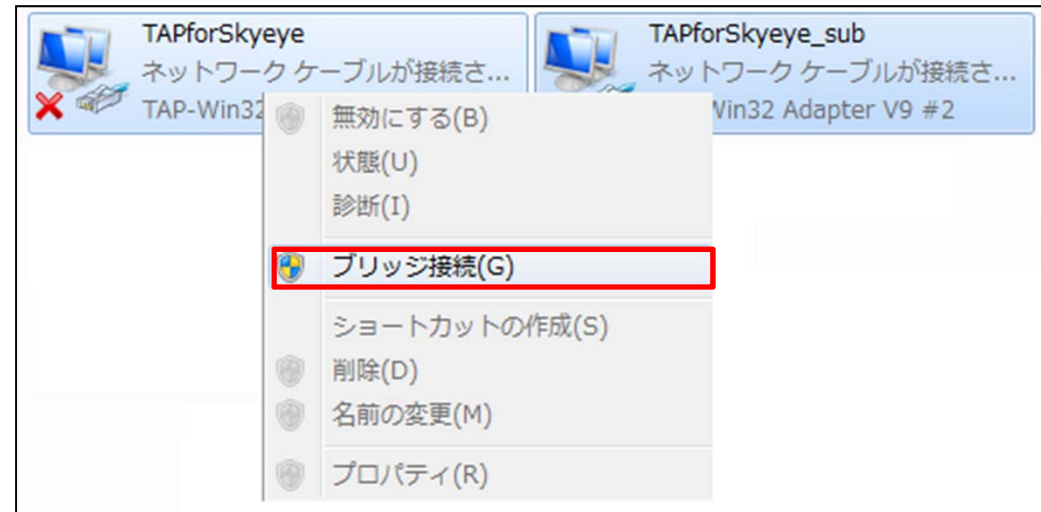 TAPforSkyeye
ネットワーク ケーブルが接続さ...
TAP-Win32
TAPforSkyeye_sub
ネットワーク ケーブルが接続さ...
Win32 Adapter V9 #2
無効にする(B)
状態(U)
診断(I)
ブリッジ接続(G)
ショートカットの作成(S)
削除(D)
名前の変更(M)
プロパティ(R)